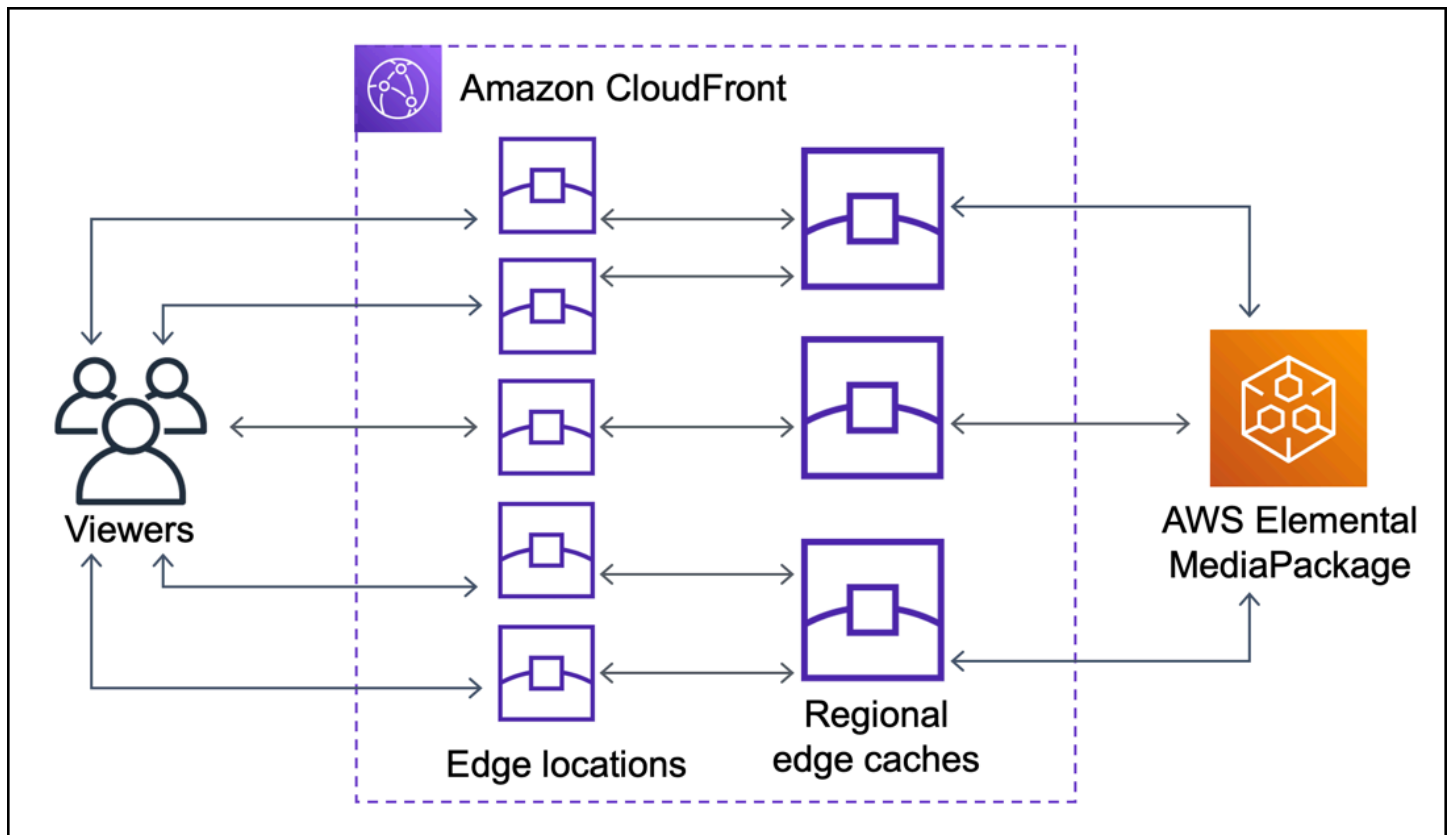 Amazon CloudFront
Viewers
Edge locations
Regional
edge caches
AWS Elemental
MediaPackage